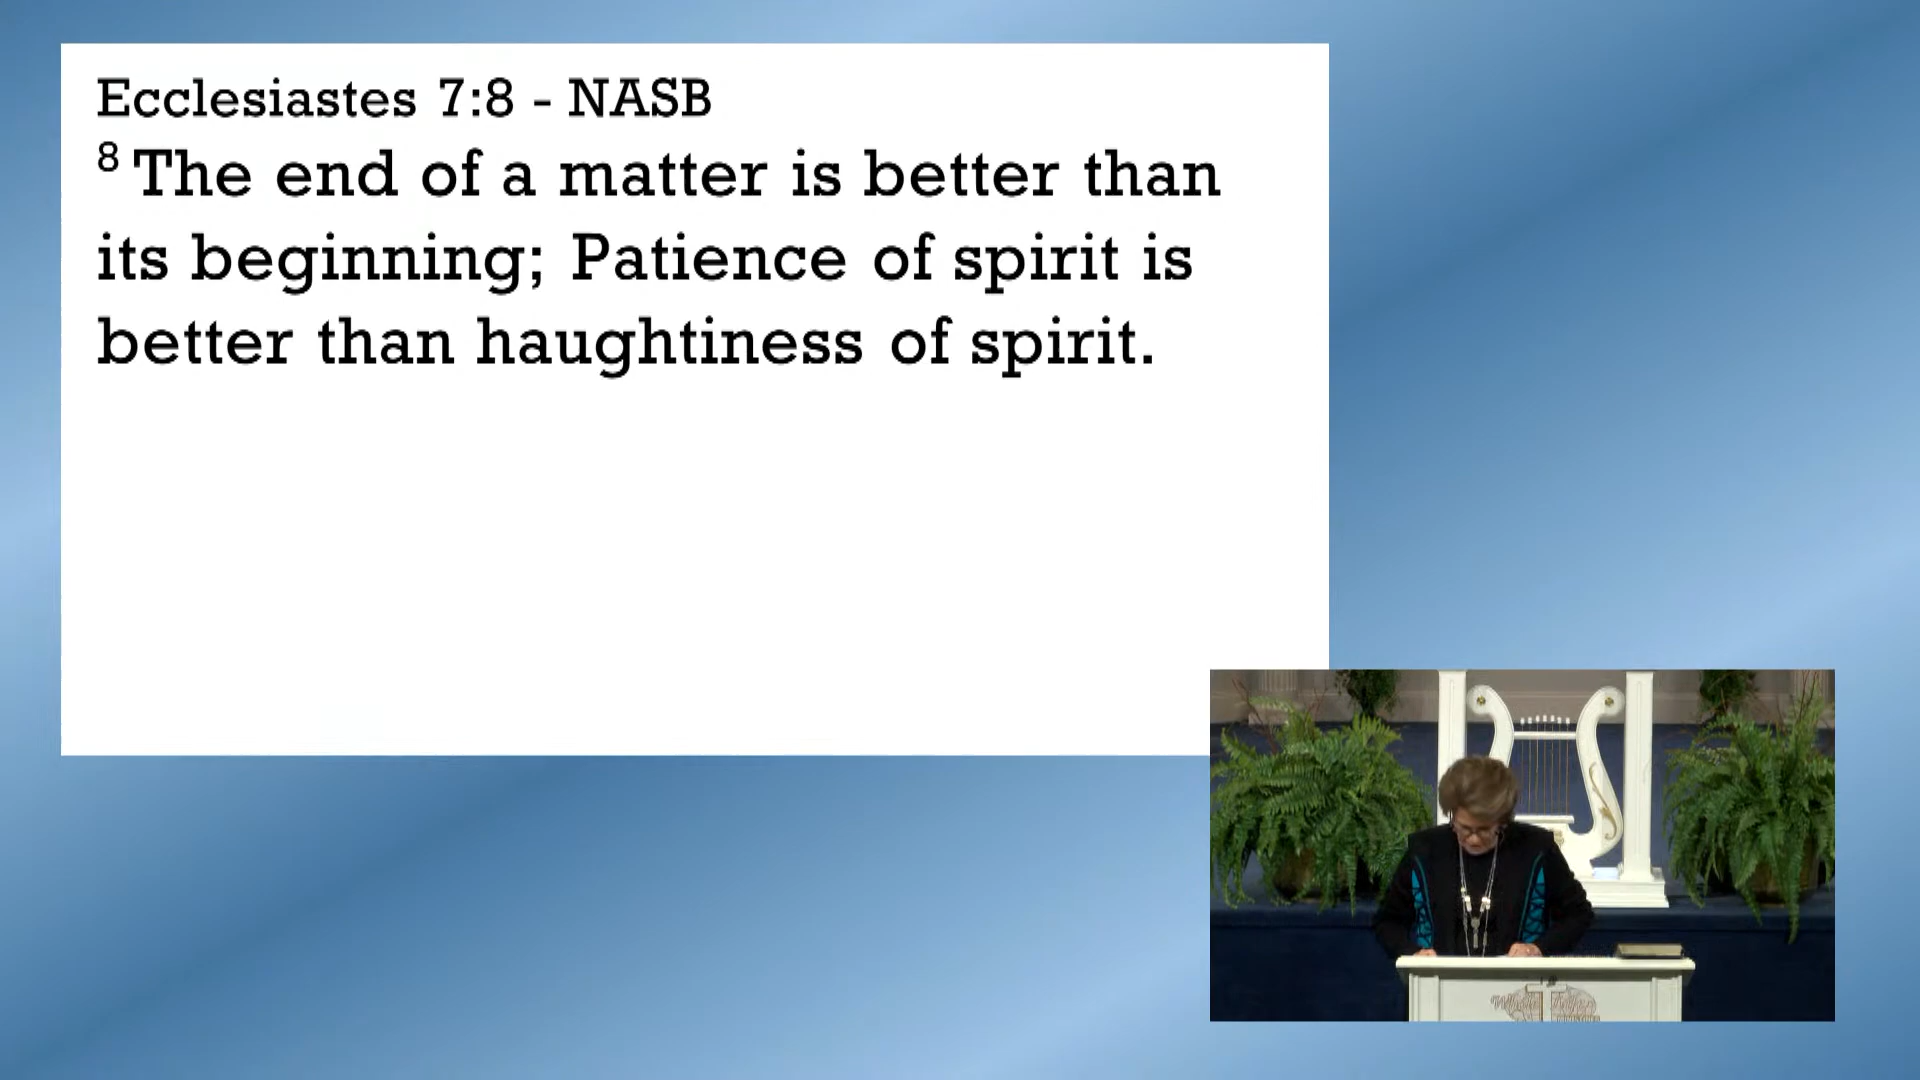 Ecclesiastes 7:8 - NASB
8 The end of a matter is better than
its beginning; Patience of spirit is
better than haughtiness of spirit.